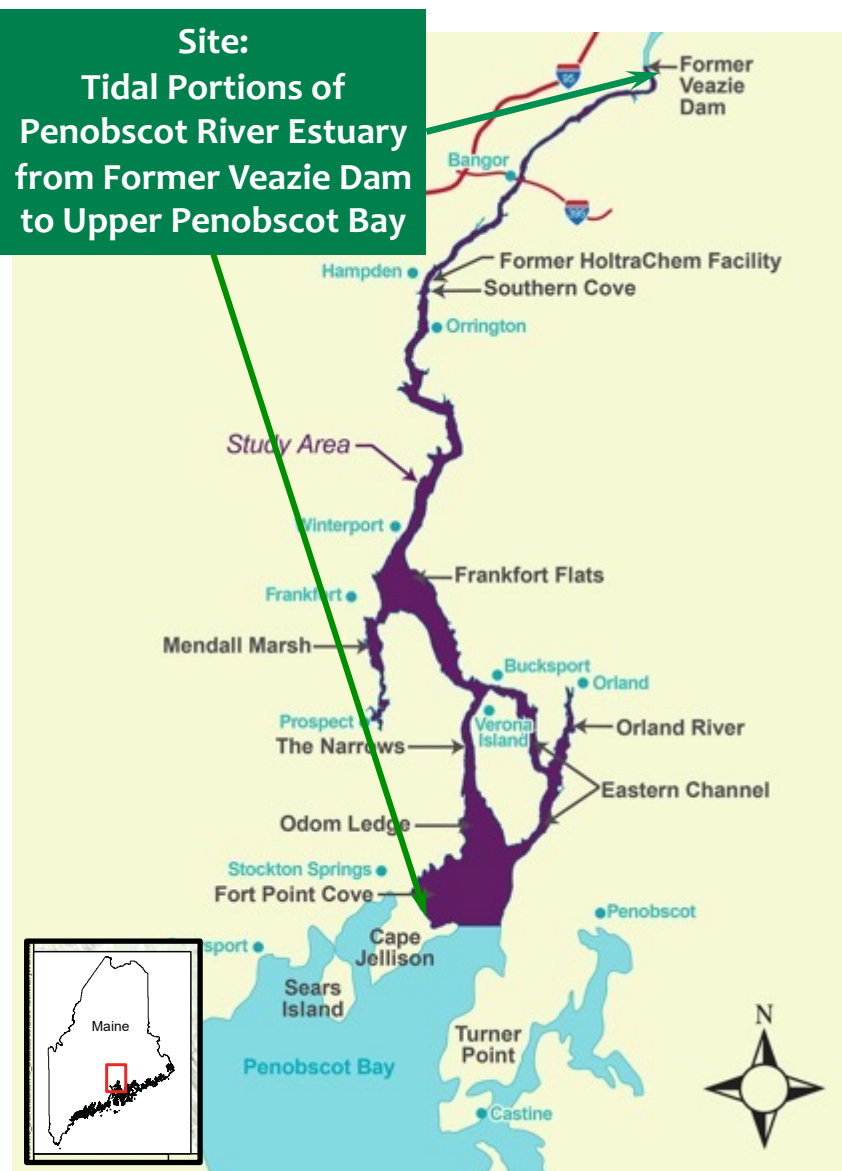 Site:
Tidal Portions of
Penobscot River Estuary
from Former Veazie Dam
to Upper Penobscot Bay
Former
Veazie
Dam
95
Bangor
395
Former HoltraChem Facility
Hampden
Southern Cove
Orrington
Study Area
Winterport
Frankfort Flats
Frankfort
Mendall Marsh
Bucksport
Orland
Prospect
Verona
Island
Orland River
The Narrows
Eastern Channel
Odom Ledge
Stockton Springs
Fort Point Cove
Penobscot
Cape
Jellison
Sears
Island
Maine
N
Turner
Point
Penobscot Bay
Castine